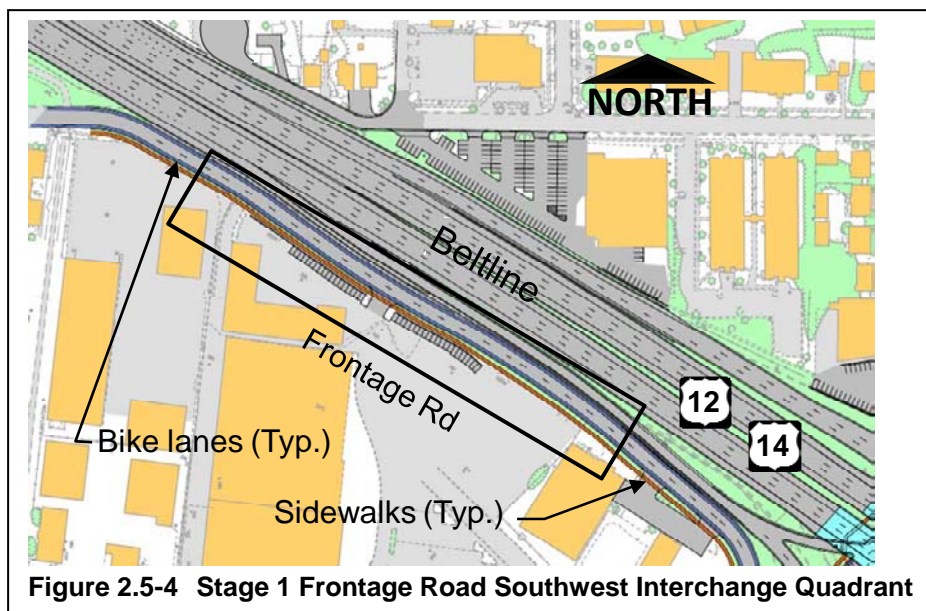 NORTH
Beltline
Frontage Rd
12
14
Bike lanes (Typ.)
Sidewalks (Typ.)
Figure 2.5-4 Stage 1 Frontage Road Southwest Interchange Quadrant